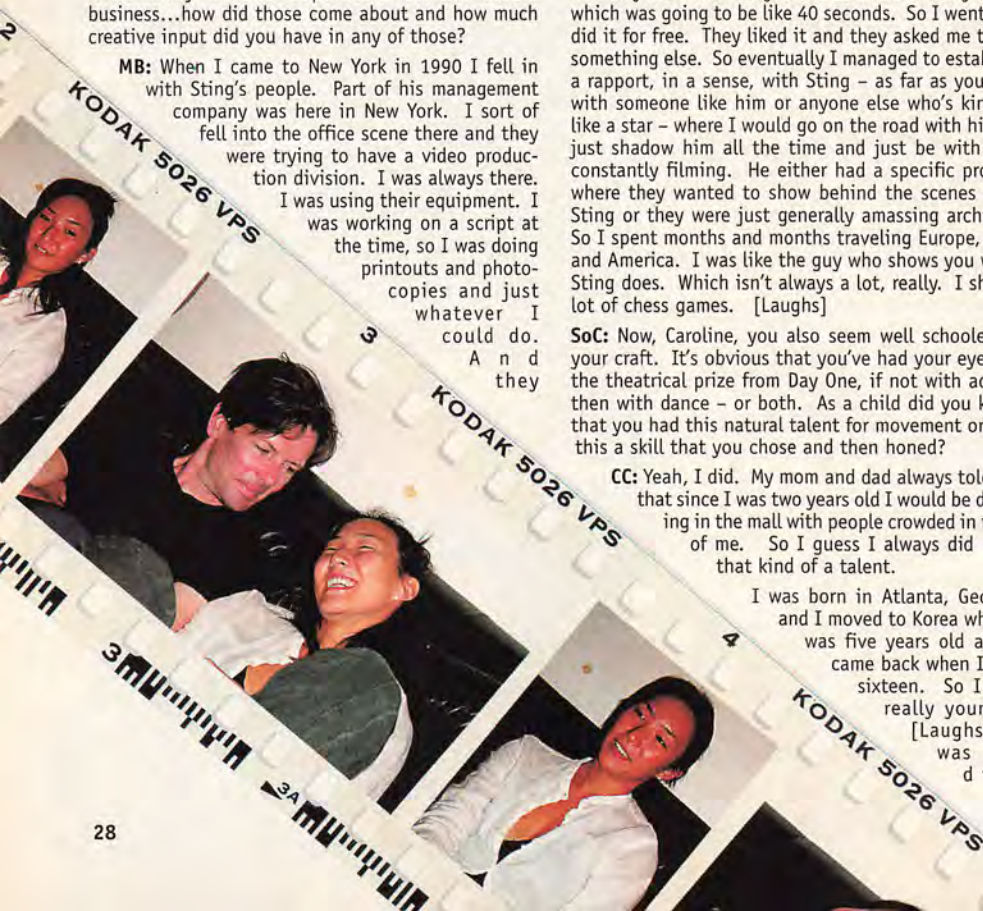 business...how did those come about and how much
creative input did you have in any of those?
MB: When I came to New York in 1990 I fell in
with Sting's people. Part of his management
company was here in New York. I sort of
fell into the office scene there and they
were trying to have a video produc-
tion division. I was always there.
I was using their equipment. I
was working on a script at
the time, so I was doing
printouts and photo-
copies and just
whatever I
could do.
A n d
they
which was going to be like 40 seconds. So I went
did it for free. They liked it and they asked me
something else. So eventually I managed to
a rapport, in a sense, with Sting – as far as you
with someone like him or anyone else who's
like a star – where I would go on the road with
just shadow him all the time and just be with
constantly filming. He either had a specific
where they wanted to show behind the scenes
Sting or they were just generally amassing
So I spent months and months traveling Europe,
and America. I was like the guy who shows you
Sting does. Which isn't always a lot, really. I
lot of chess games. [Laughs]
SoC: Now, Caroline, you also seem well
your craft. It's obvious that you've had your
the theatrical prize from Day One, if not with
then with dance – or both. As a child did you
that you had this natural talent for movement or
this a skill that you chose and then honed?
CC: Yeah, I did. My mom and dad always told
that since I was two years old I would be
ing in the mall with people crowded in
of me. So I guess I always did
that kind of a talent.
I was born in Atlanta,
and I moved to Korea
was five years old
came back when I
sixteen. So I
really
[Laughs
was
2
KODAK 5026 VPS
3
KODAK 5026 VPS
4
KODAK 5026 VPS
3
3A
28